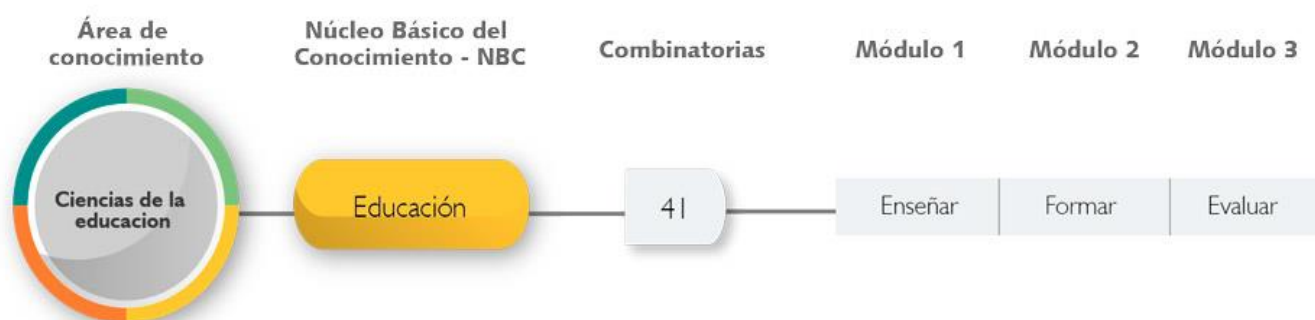 Área de
conocimiento
Núcleo Básico del
Conocimiento - NBC
Combinatorias
Módulo 1
Módulo 2
Módulo 3
Ciencias de la
educacion
Educación
41
Enseñar
Formar
Evaluar